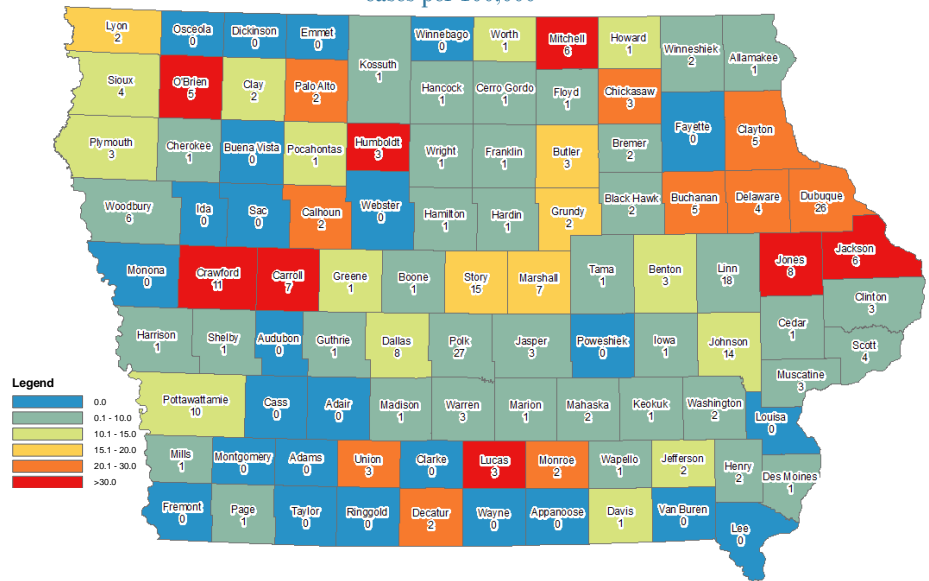 cases per 100,000
Lyon
2
Osceola
0
Dickinson
0
Emmet
0
Kossuth
1
Winnebago
0
Worth
1
Mitchell
6
Howard
1
Winneshiek
2
Allamakee
1
Sioux
4
O'Brien
5
Clay
2
Palo Alto
2
Hancock
1
Cerro Gordo
1
Floyd
1
Chickasaw
3
Fayette
0
Clayton
5
Plymouth
3
Cherokee
1
Buena Vista
0
Pocahontas
1
Humboldt
3
Wright
1
Franklin
1
Butler
3
Bremer
2
Woodbury
6
Ida
0
Sac
0
Calhoun
2
Webster
0
Hamilton
1
Hardin
1
Grundy
2
Black Hawk
2
Buchanan
5
Delaware
4
Dubuque
26
Monona
0
Crawford
11
Carroll
7
Greene
1
Boone
1
Story
15
Marshall
7
Tama
1
Benton
3
Linn
18
Jones
8
Jackson
6
Clinton
3
Harrison
1
Shelby
1
Audubon
0
Guthrie
1
Dallas
8
Polk
27
Jasper
3
Poweshiek
0
Iowa
1
Johnson
14
Cedar
1
Scott
4
Muscatine
3
Pottawattamie
10
Cass
0
Adair
0
Madison
1
Warren
3
Marion
1
Mahaska
2
Keokuk
1
Washington
2
Louisa
0
Mills
1
Montgomery
0
Adams
0
Union
3
Clarke
0
Lucas
3
Monroe
2
Wapello
1
Jefferson
2
Henry
2
Des Moines
1
Fremont
0
Page
1
Taylor
0
Ringgold
0
Decatur
2
Wayne
0
Appanoose
0
Davis
1
Van Buren
0
Lee
0
Legend
0.0
0.1 - 10.0
10.1 - 15.0
15.1 - 20.0
20.1 - 30.0
>30.0